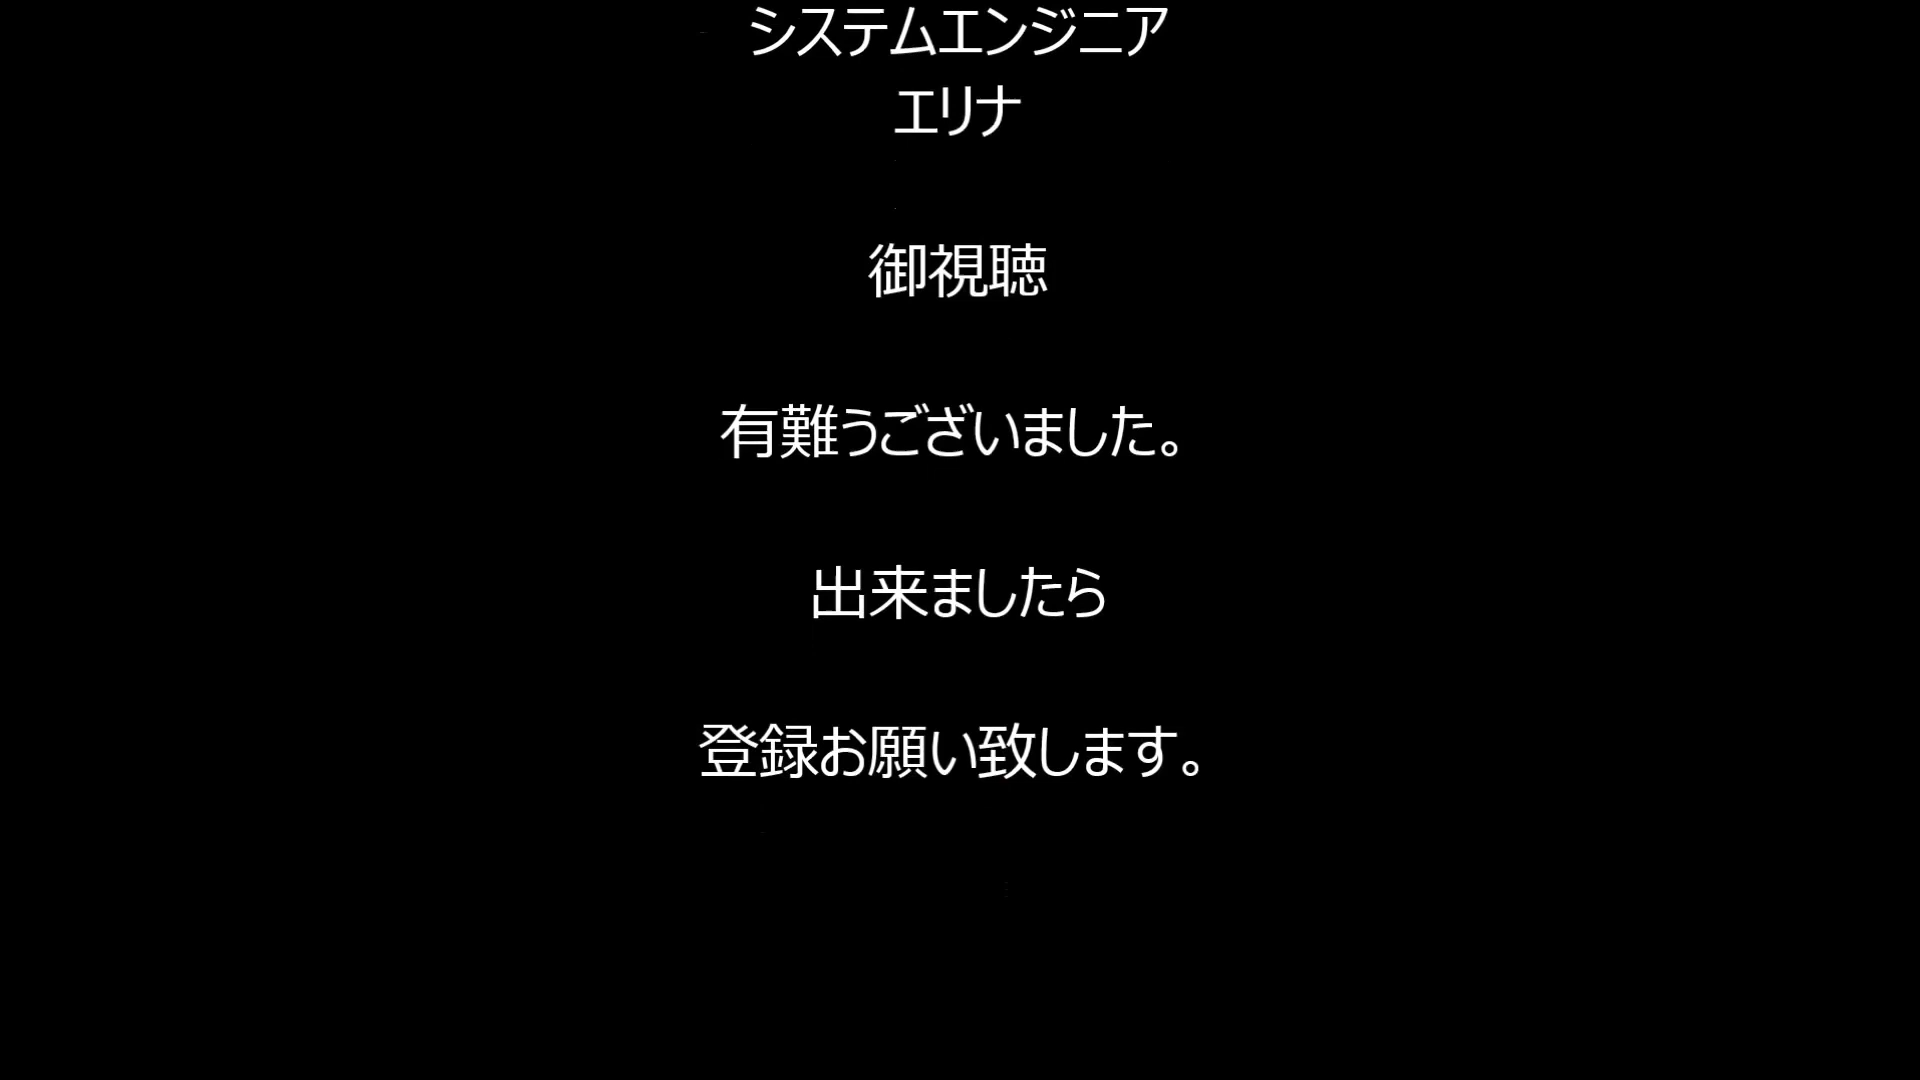 システムエンジニア
エリナ
御視聴
有難うございました。
出来ましたら
登録お願い致します。